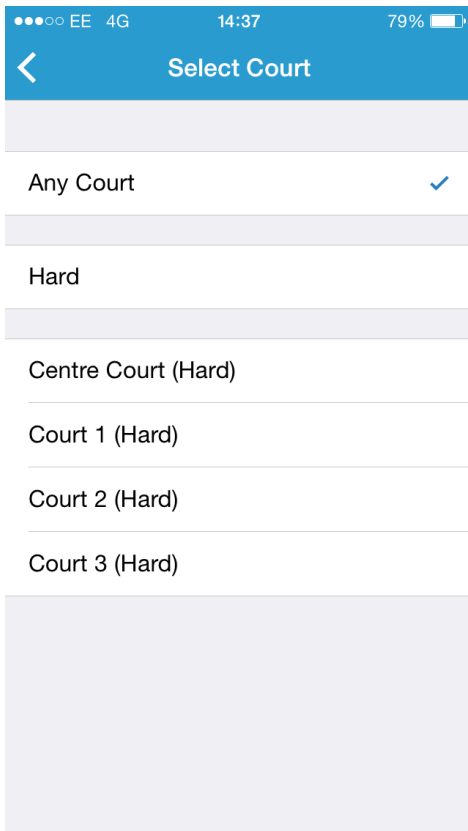 EE 4G 14:37 79%
Select Court
Any Court
Hard
Centre Court (Hard)
Court 1 (Hard)
Court 2 (Hard)
Court 3 (Hard)